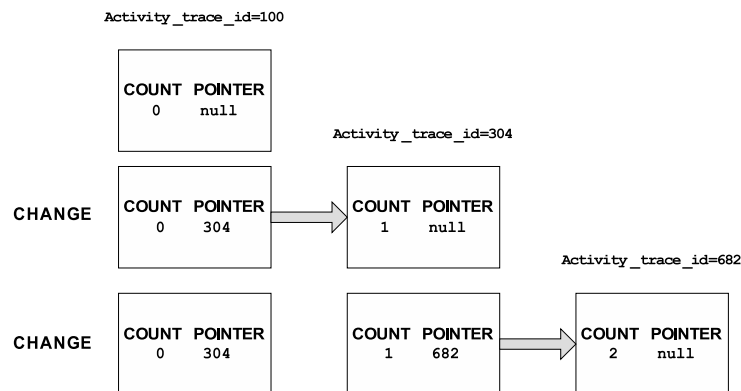 Activity_trace_id=100
COUNT POINTER
0 null
Activity_trace_id=304
CHANGE
COUNT POINTER
0 304
COUNT POINTER
1 null
Activity_trace_id=682
CHANGE
COUNT POINTER
0 304
COUNT POINTER
1 682
COUNT POINTER
2 null